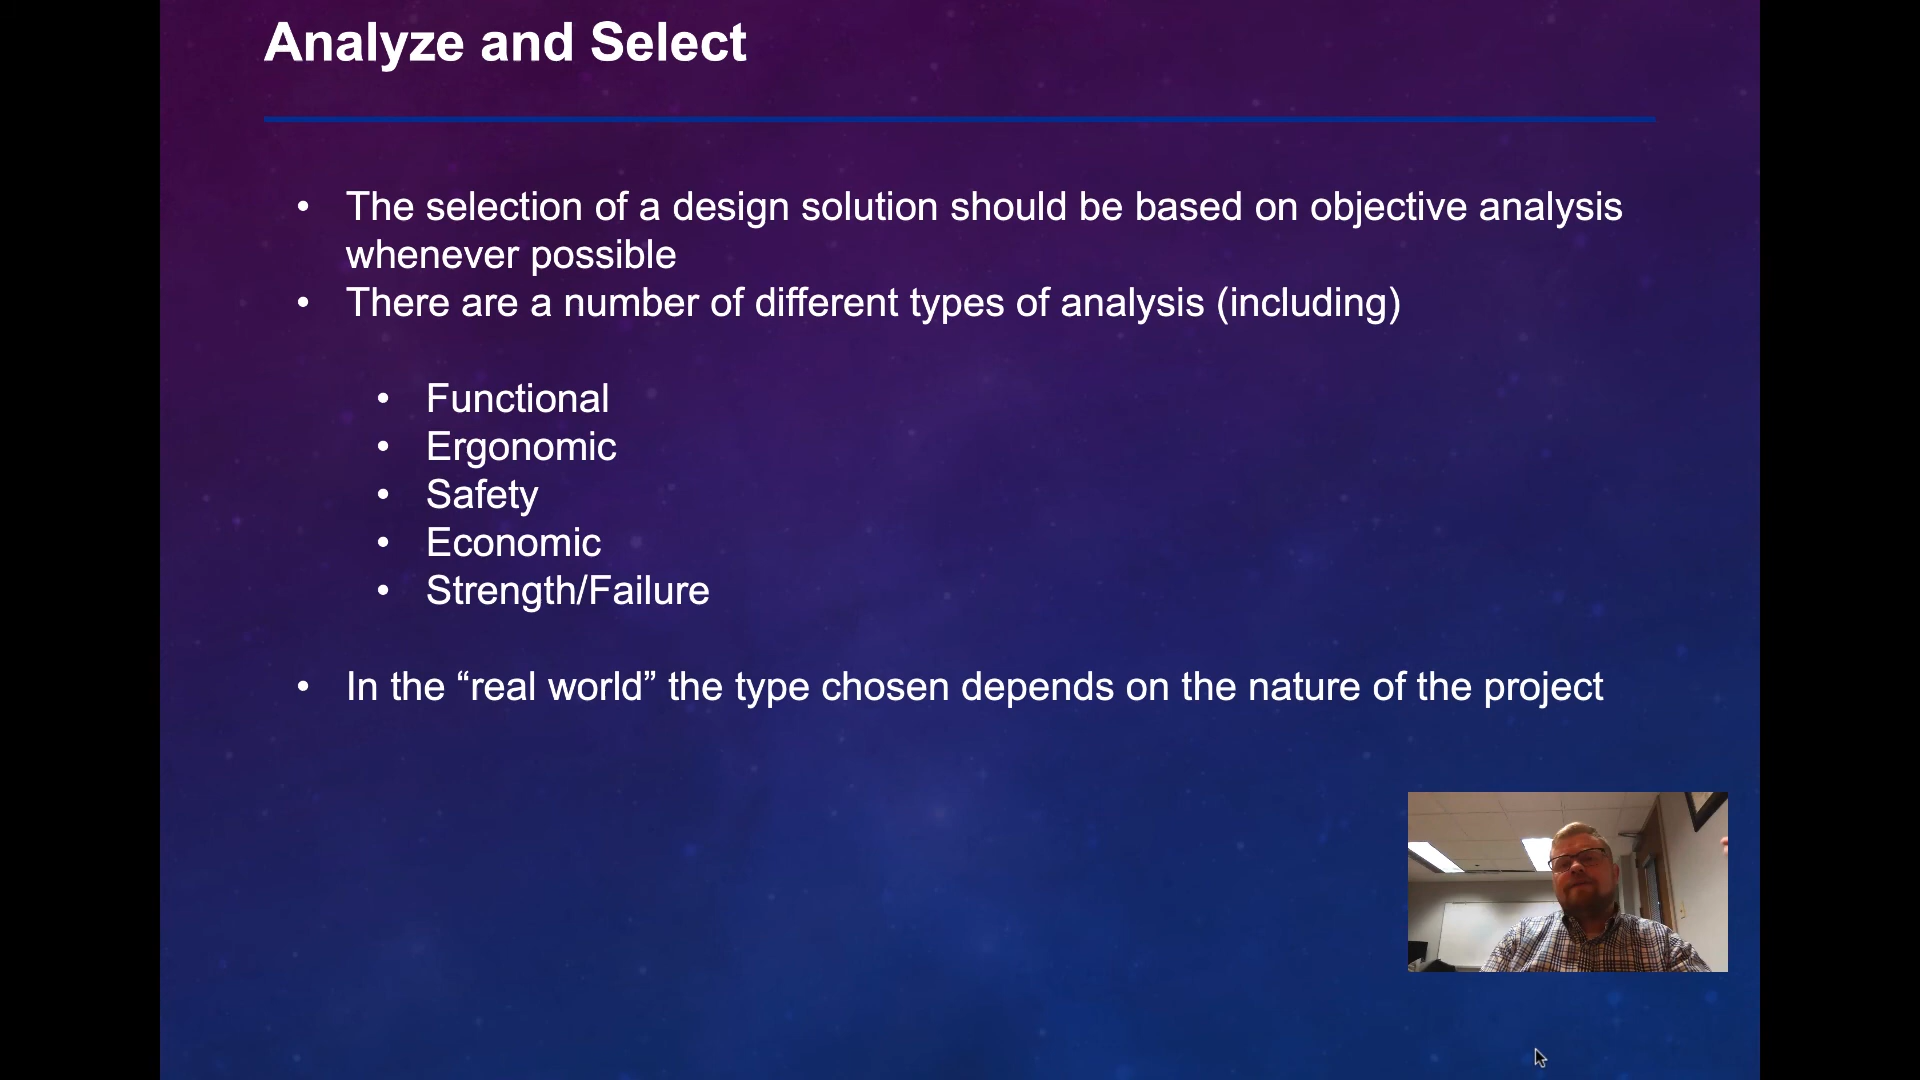 Analyze and Select
• The selection of a design solution should be based on objective analysis
whenever possible
• There are a number of different types of analysis (including)
• Functional
• Ergonomic
• Safety
• Economic
• Strength/Failure
• In the “real world” the type chosen depends on the nature of the project